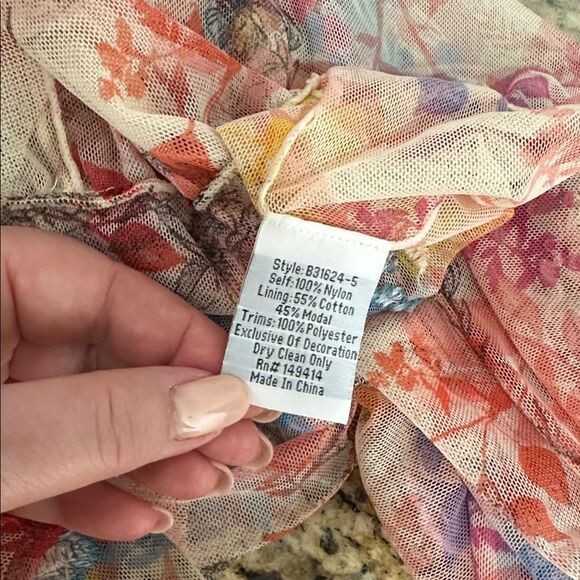 Style: B31624-5
Self: 100% Nylon
Lining: 55% Cotton
45% Modal
Trims: 100% Polyester
Exclusive Of Decoration
Dry Clean Only
Rn# 149414
Made In China